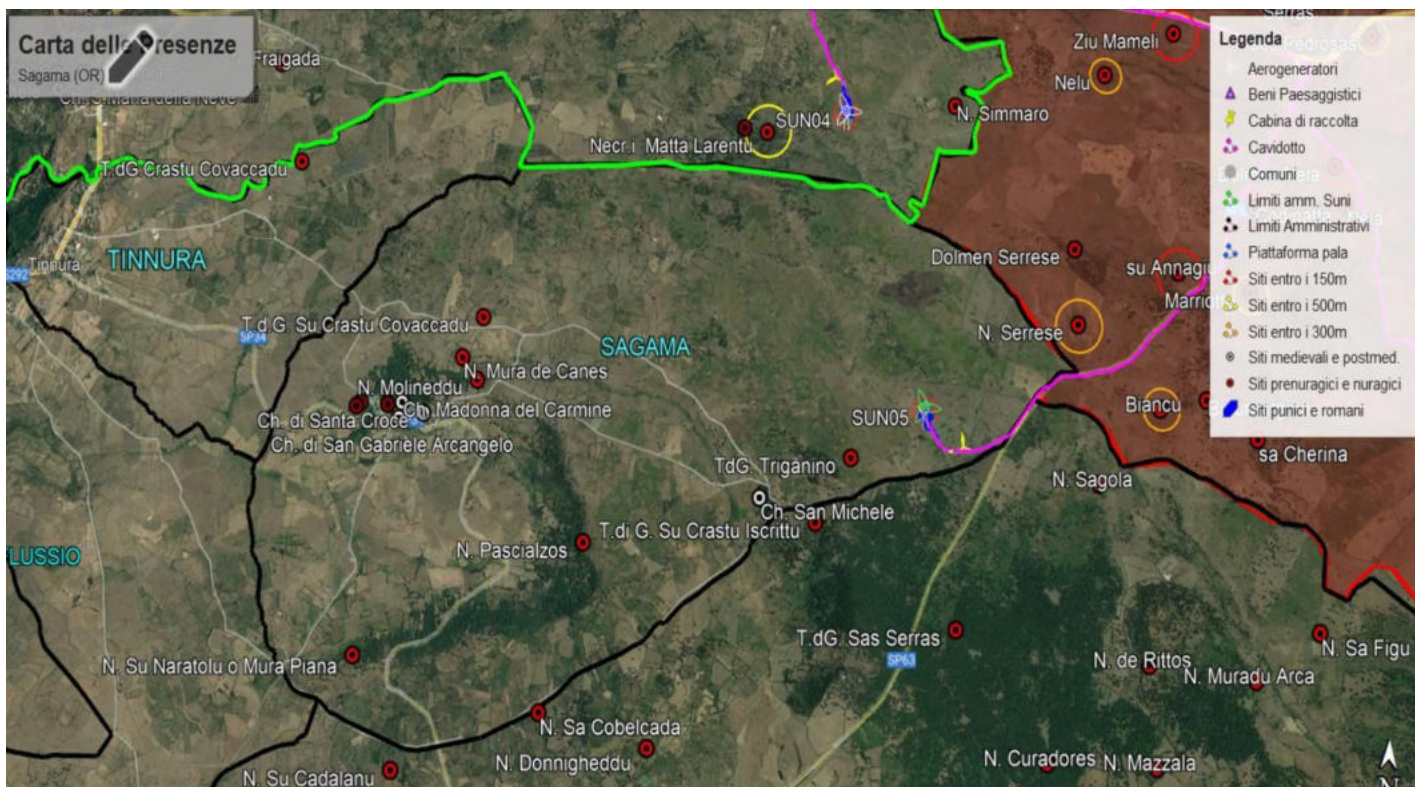 Carta delle Presenze
Sagama (OR)
Fraigada
Ch. S. Maria della Neve
T.dG Crastu Covaccadu
SUN04
Necr.i Matta Larentu
N. Simmaro
Ziu Mameli
Nelu
Serras
Pedrosas
Tinnura
TINNURA
S292
SP34
T.d.G. Su Crastu Covaccadu
SAGAMA
N. Mura de Canes
N. Molineddu
Ch. Madonna del Carmine
Ch. di Santa Croce
Ch. di San Gabriele Arcangelo
Dolmen Serrese
su Annagiu
N. Serrese
SUN05
Biancu
sa Cherina
TdG. Triganino
N. Sagola
Ch. San Michele
T.di G. Su Crastu Iscrittu
N. Pascialzos
FLUSSIO
T.dG. Sas Serras
SP63
N. Su Naratolu o Mura Piana
N. de Rittos
N. Muradu Arca
N. Sa Figu
N. Sa Cobelcada
N. Donnigheddu
N. Su Cadalanu
N. Curadores
N. Mazzala
N
Legenda
Aerogeneratori
Beni Paesaggistici
Cabina di raccolta
Cavidotto
Comuni
Limiti amm. Suni
Limiti Amministrativi
Piattaforma pala
Siti entro i 150m
Siti entro i 500m
Siti entro i 300m
Siti medievali e postmed.
Siti prenuragici e nuragici
Siti punici e romani